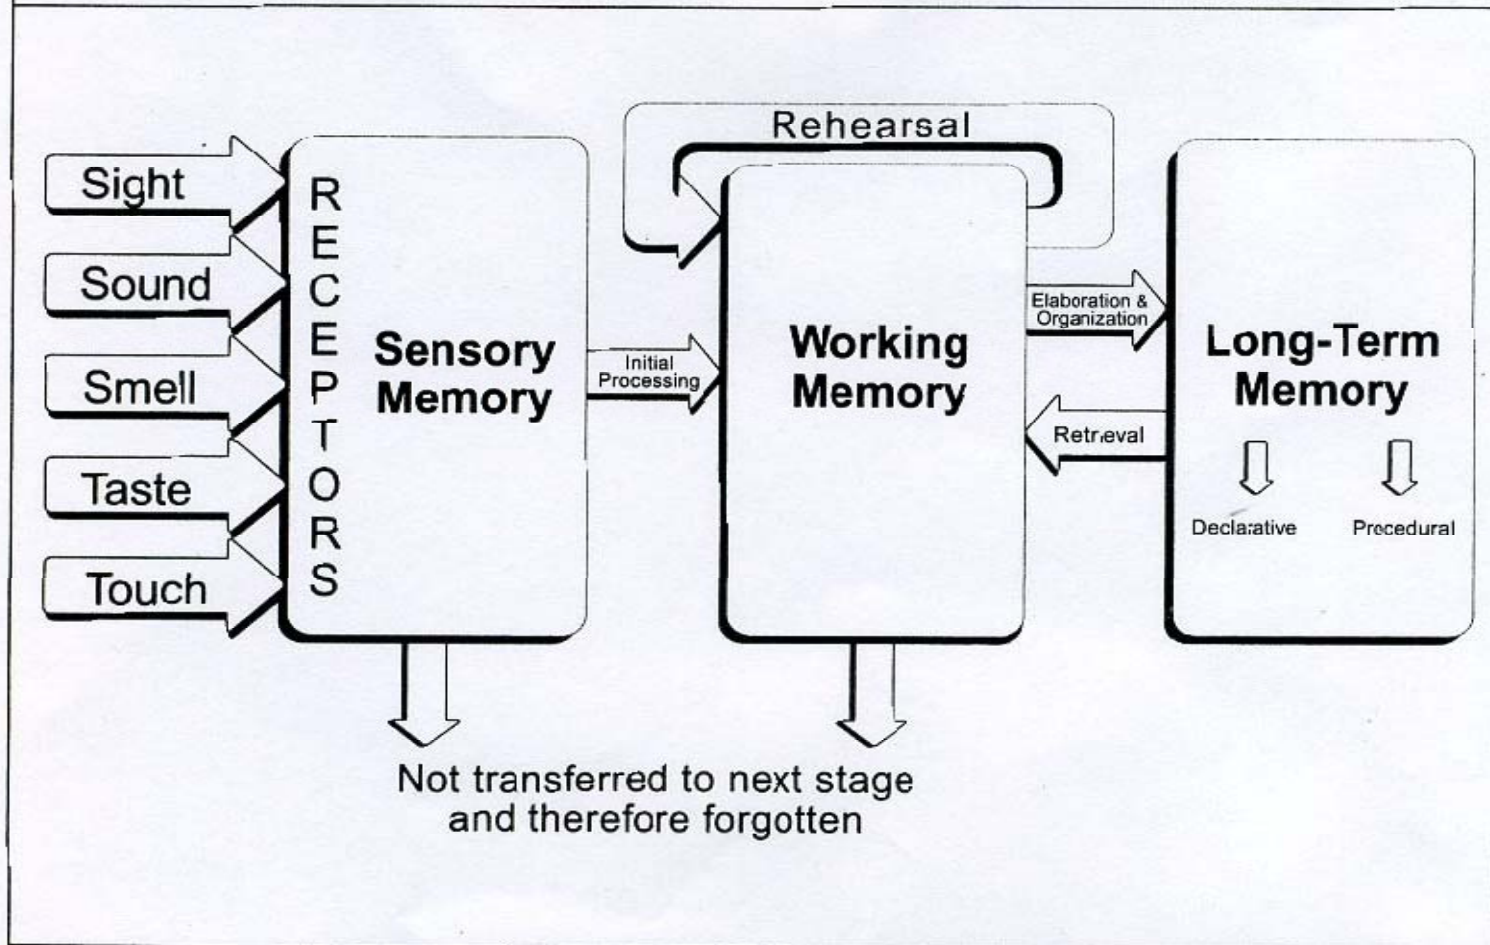 Sight
Sound
Smell
Taste
Touch
RECEPTORS
Sensory
Memory
Initial
Processing
Rehearsal
Working
Memory
Elaboration &
Organization
Retrieval
Long-Term
Memory
Declarative
Procedural
Not transferred to next stage
and therefore forgotten